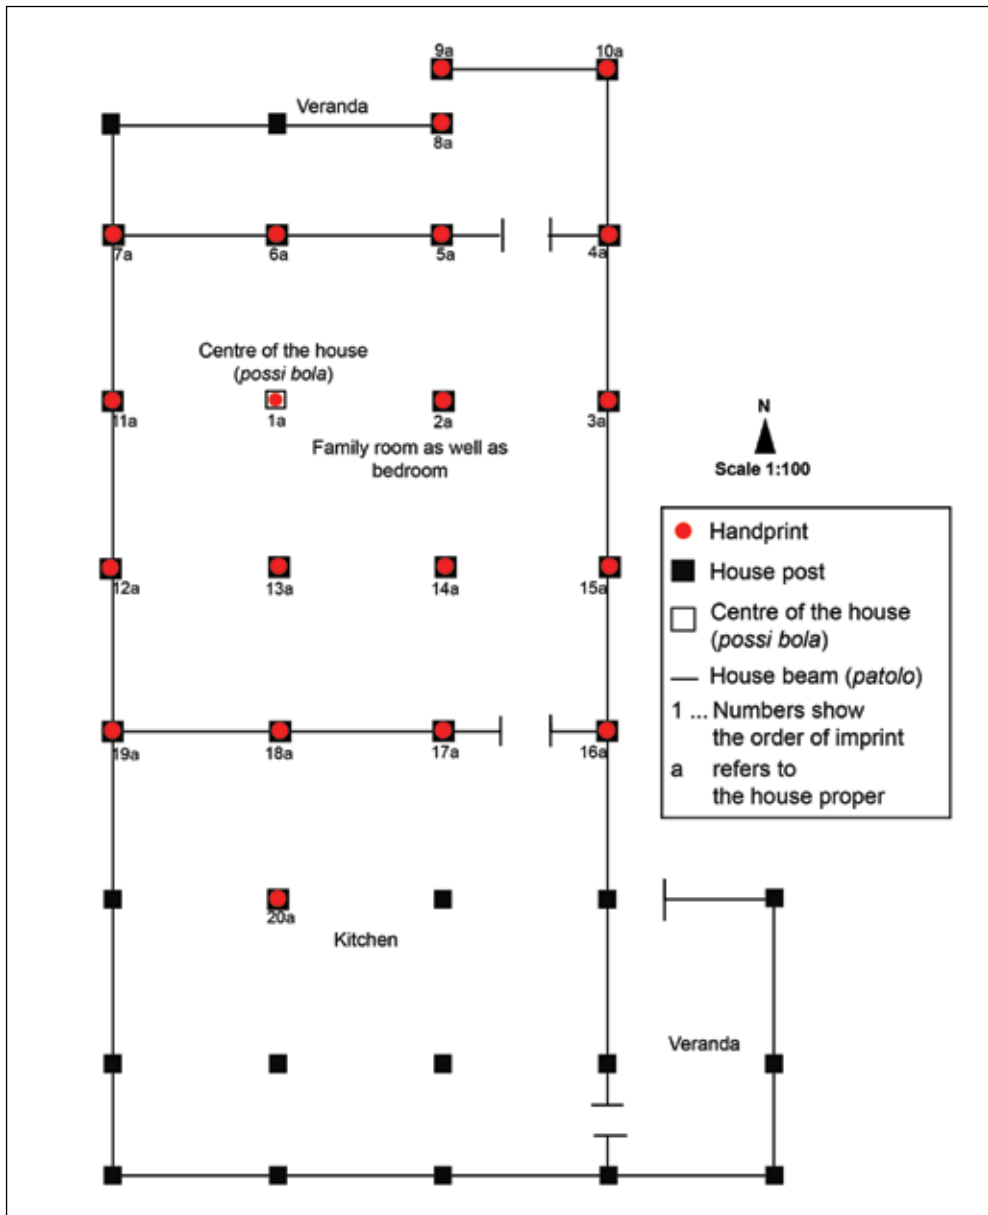 9a
10a
Veranda
8a
7a
6a
5a
4a
Centre of the house
(possi bola)
11a
1a
2a
3a
Family room as well as
bedroom
N
Scale 1:100
Handprint
House post
Centre of the house
(possi bola)
House beam (patolo)
1 ... Numbers show
the order of imprint
a refers to
the house proper
12a
13a
14a
15a
19a
18a
17a
16a
20a
Kitchen
Veranda